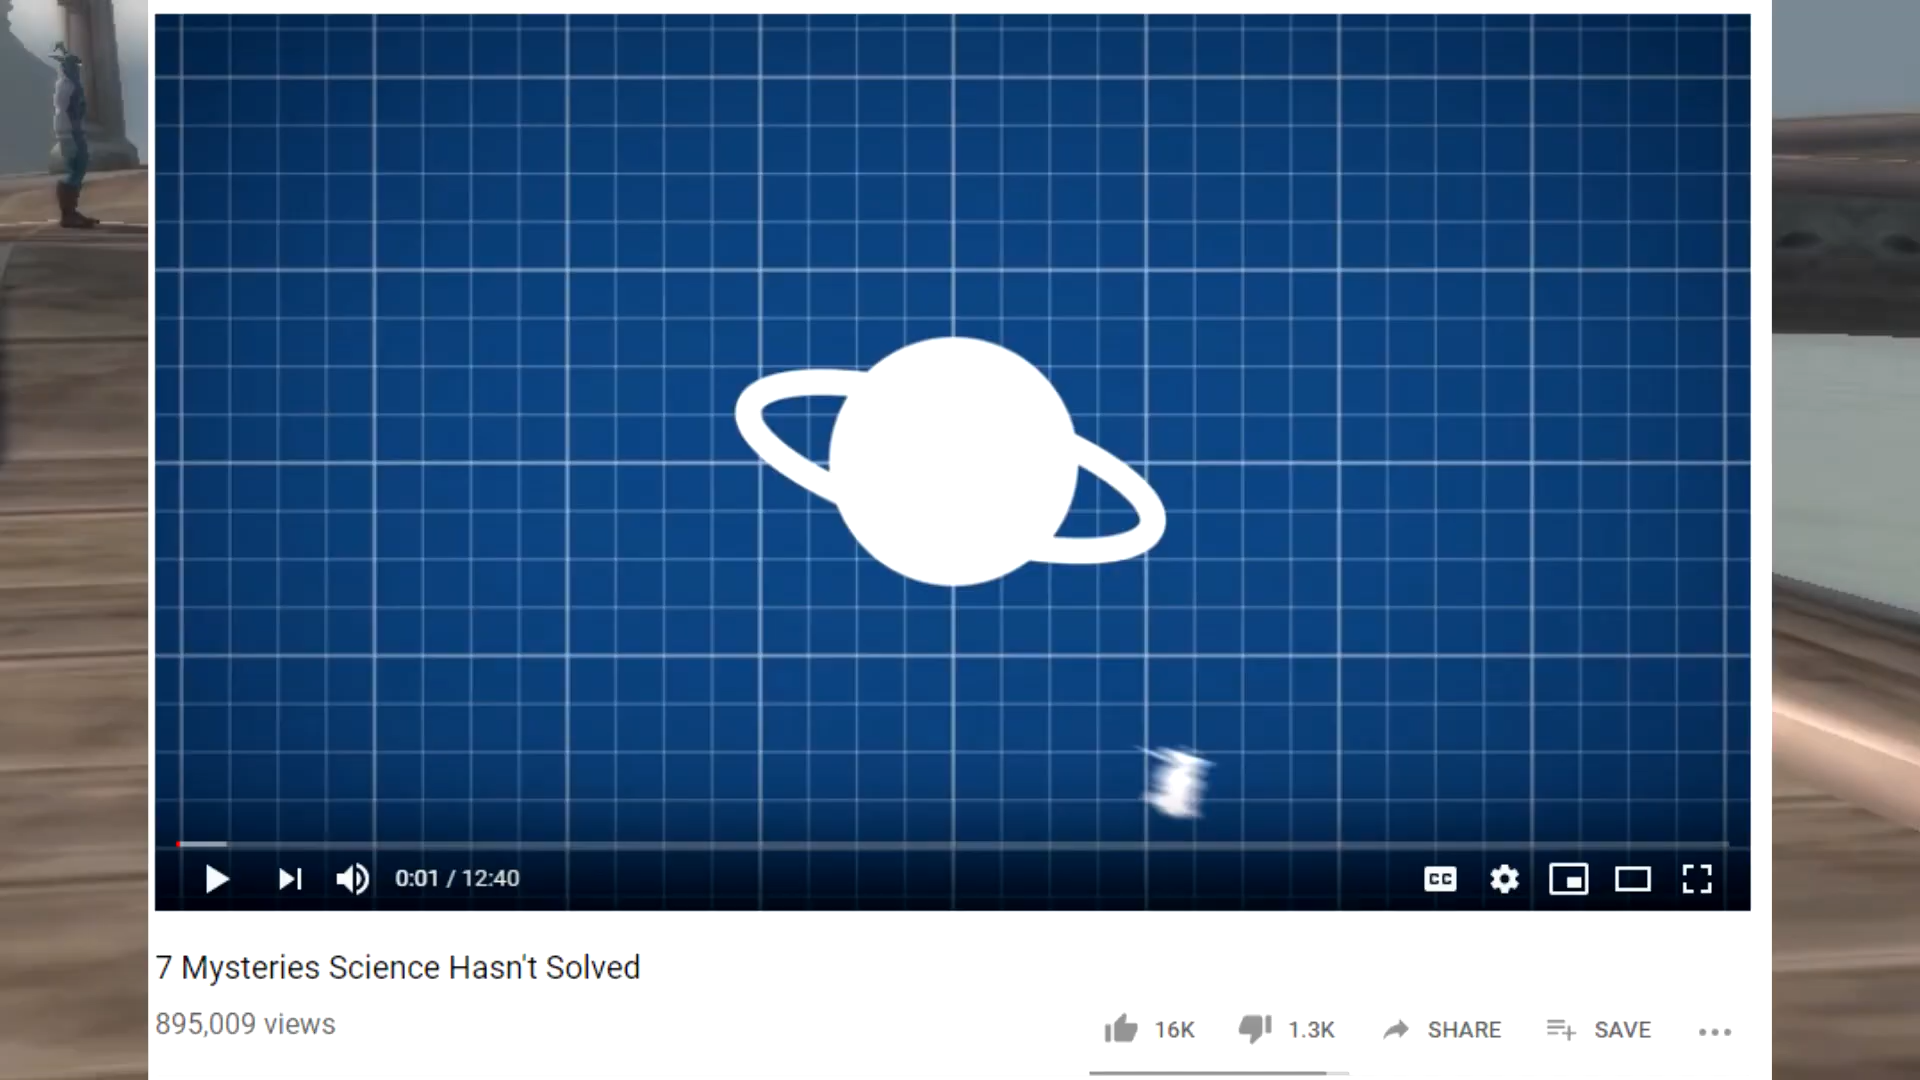 0:01 / 12:40
CC
7 Mysteries Science Hasn't Solved
895,009 views
16K
1.3K
SHARE
SAVE